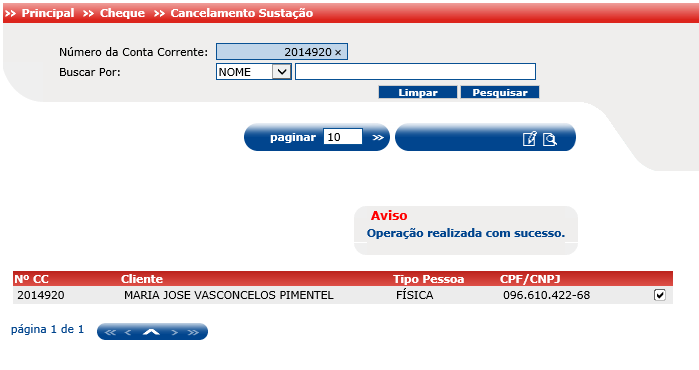 >> Principal >> Cheque >> Cancelamento Sustação
Número da Conta Corrente: 2014920 ×
Buscar Por: NOME
Limpar Pesquisar
paginar 10 >>
Aviso
Operação realizada com sucesso.
Nº CC Cliente Tipo Pessoa CPF/CNPJ
2014920 MARIA JOSE VASCONCELOS PIMENTEL FÍSICA 096.610.422-68
página 1 de 1 << < > >>